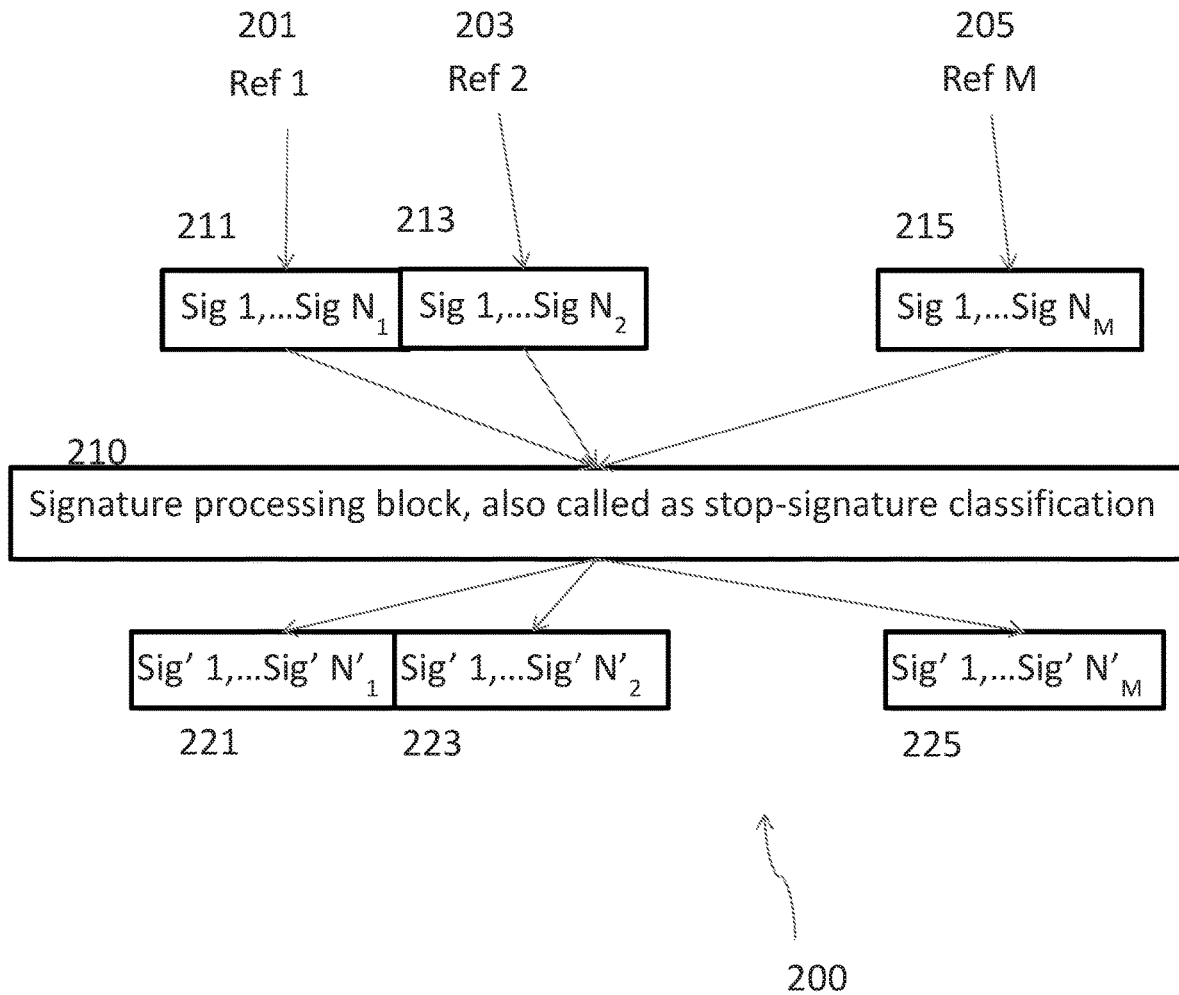 201 203 205
Ref 1 Ref 2 Ref M
211 213 215
Sig 1,...Sig N₁ Sig 1,...Sig N₂ Sig 1,...Sig Nₘ
210
Signature processing block, also called as stop-signature classification
Sig' 1,...Sig' N'₁ Sig' 1,...Sig' N'₂ Sig' 1,...Sig' N'ₘ
221 223 225
200